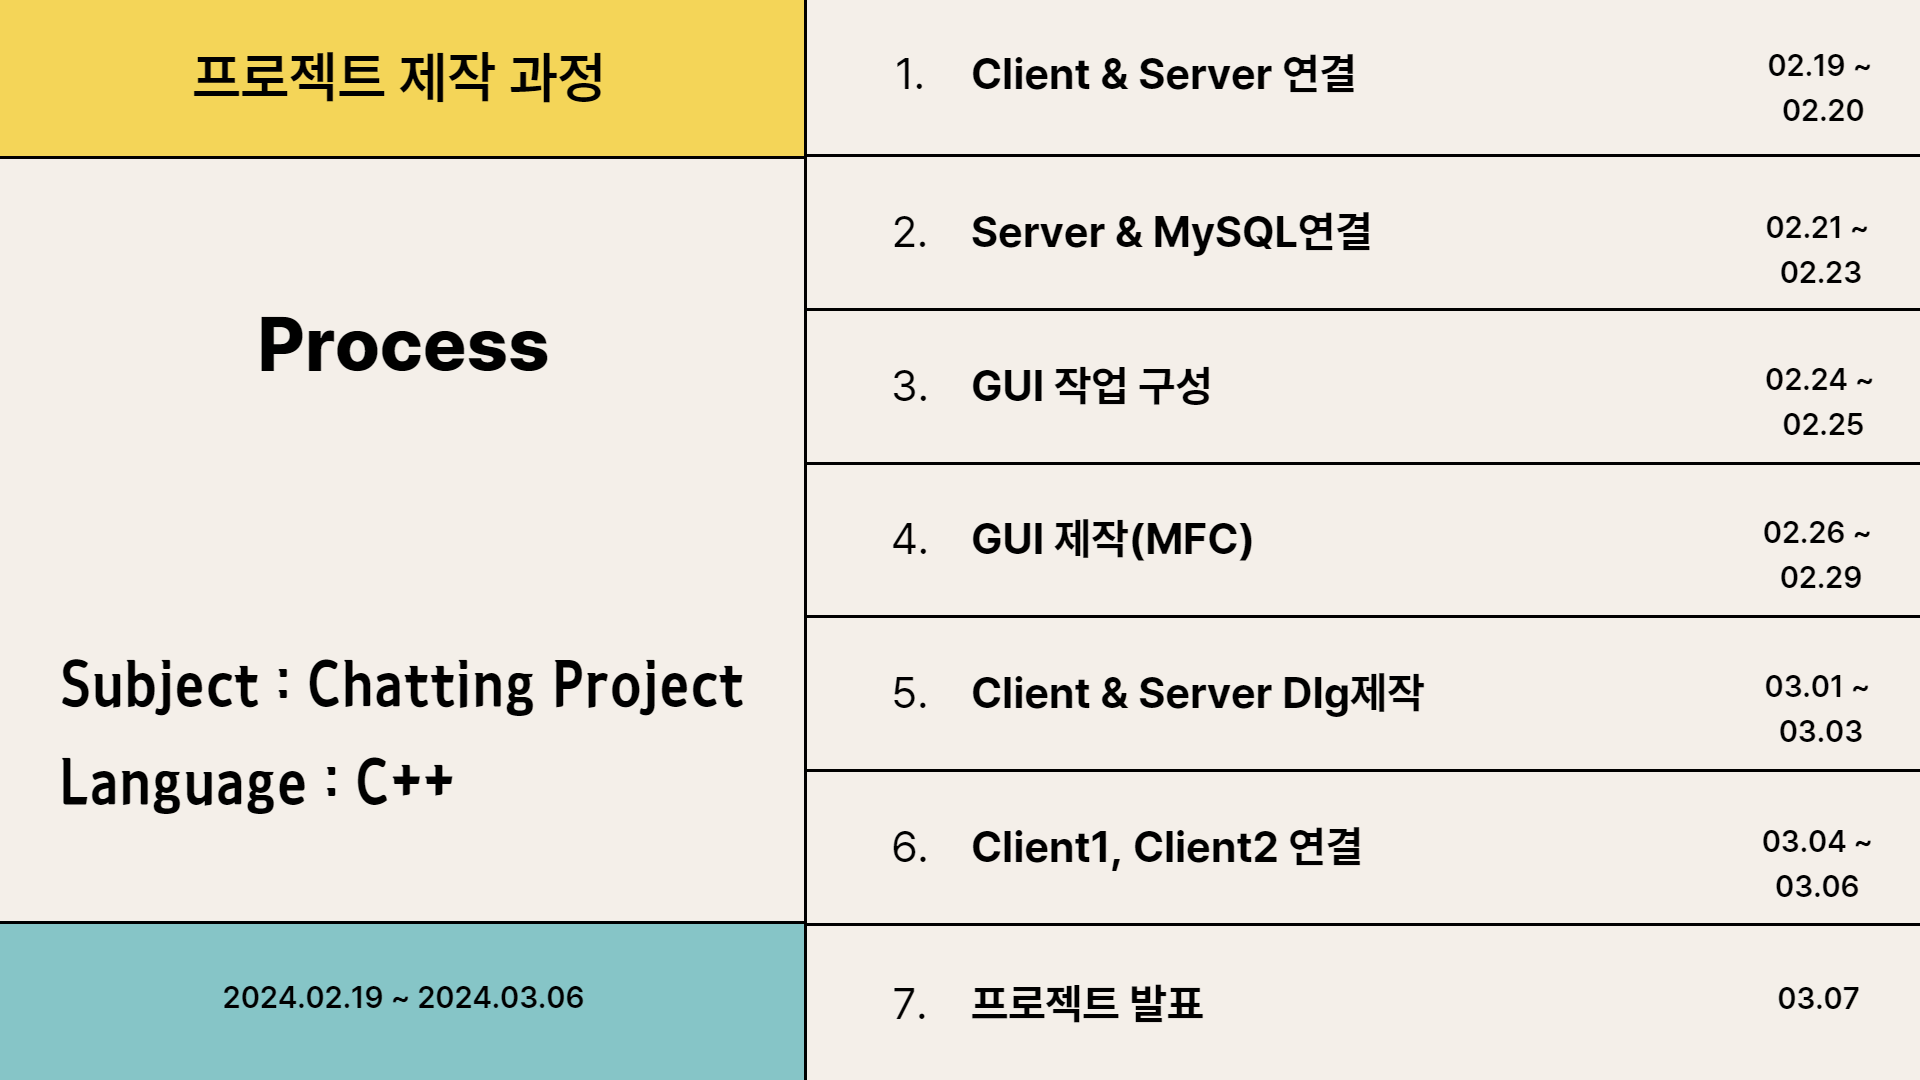 프로젝트 제작 과정
Process
Subject : Chatting Project
Language : C++
2024.02.19 ~ 2024.03.06
1. Client & Server 연결 02.19 ~
02.20
2. Server & MySQL연결 02.21 ~
02.23
3. GUI 작업 구성 02.24 ~
02.25
4. GUI 제작(MFC) 02.26 ~
02.29
5. Client & Server Dlg제작 03.01 ~
03.03
6. Client1, Client2 연결 03.04 ~
03.06
7. 프로젝트 발표 03.07